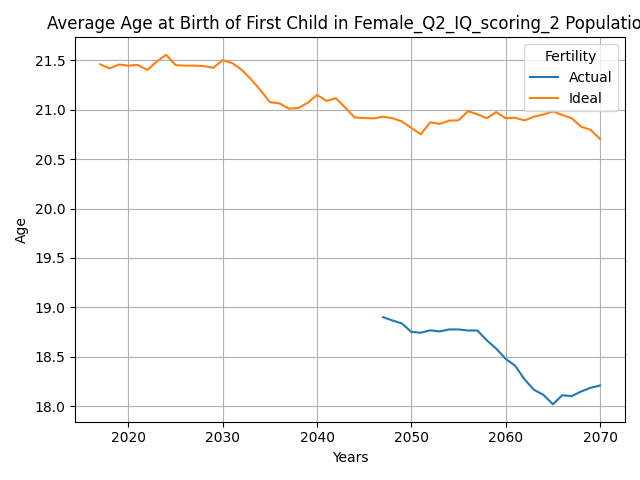 Average Age at Birth of First Child in Female_Q2_IQ_scoring_2 Populatio
21.5
21.0
20.5
20.0
19.5
19.0
18.5
18.0
Age
Fertility
Actual
Ideal
2020 2030 2040 2050 2060 2070
Years